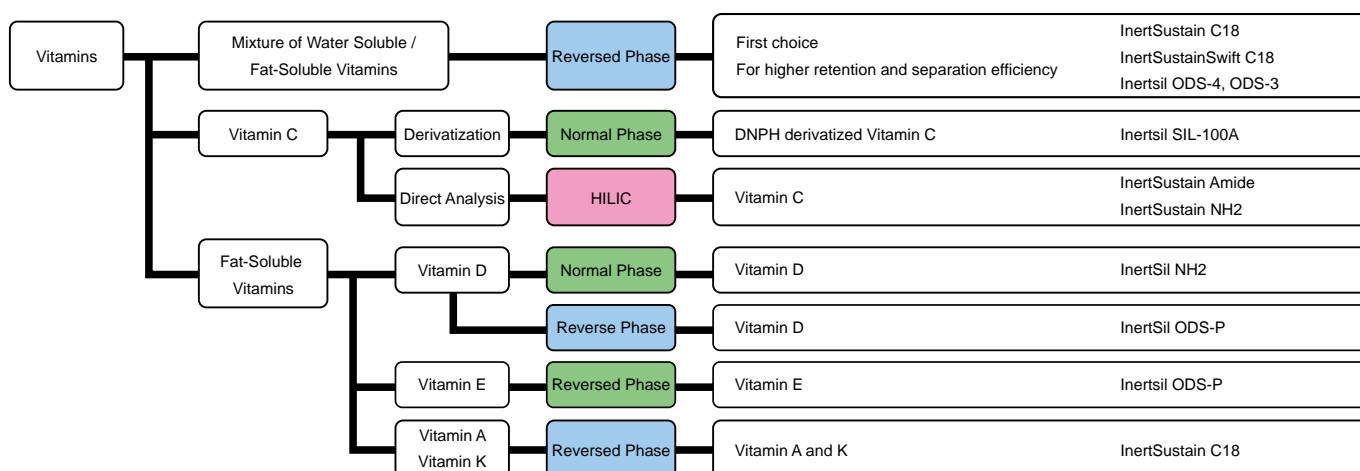 Vitamins
Mixture of Water Soluble /
Fat-Soluble Vitamins
Reversed Phase
First choice
For higher retention and separation efficiency
InertSustain C18
InertSustainSwift C18
Inertsil ODS-4, ODS-3
Vitamin C
Derivatization
Normal Phase
DNPH derivatized Vitamin C
Inertsil SIL-100A
Direct Analysis
HILIC
Vitamin C
InertSustain Amide
InertSustain NH2
Fat-Soluble
Vitamins
Vitamin D
Normal Phase
Vitamin D
InertSil NH2
Reverse Phase
Vitamin D
InertSil ODS-P
Vitamin E
Reversed Phase
Vitamin E
Inertsil ODS-P
Vitamin A
Vitamin K
Reversed Phase
Vitamin A and K
InertSustain C18